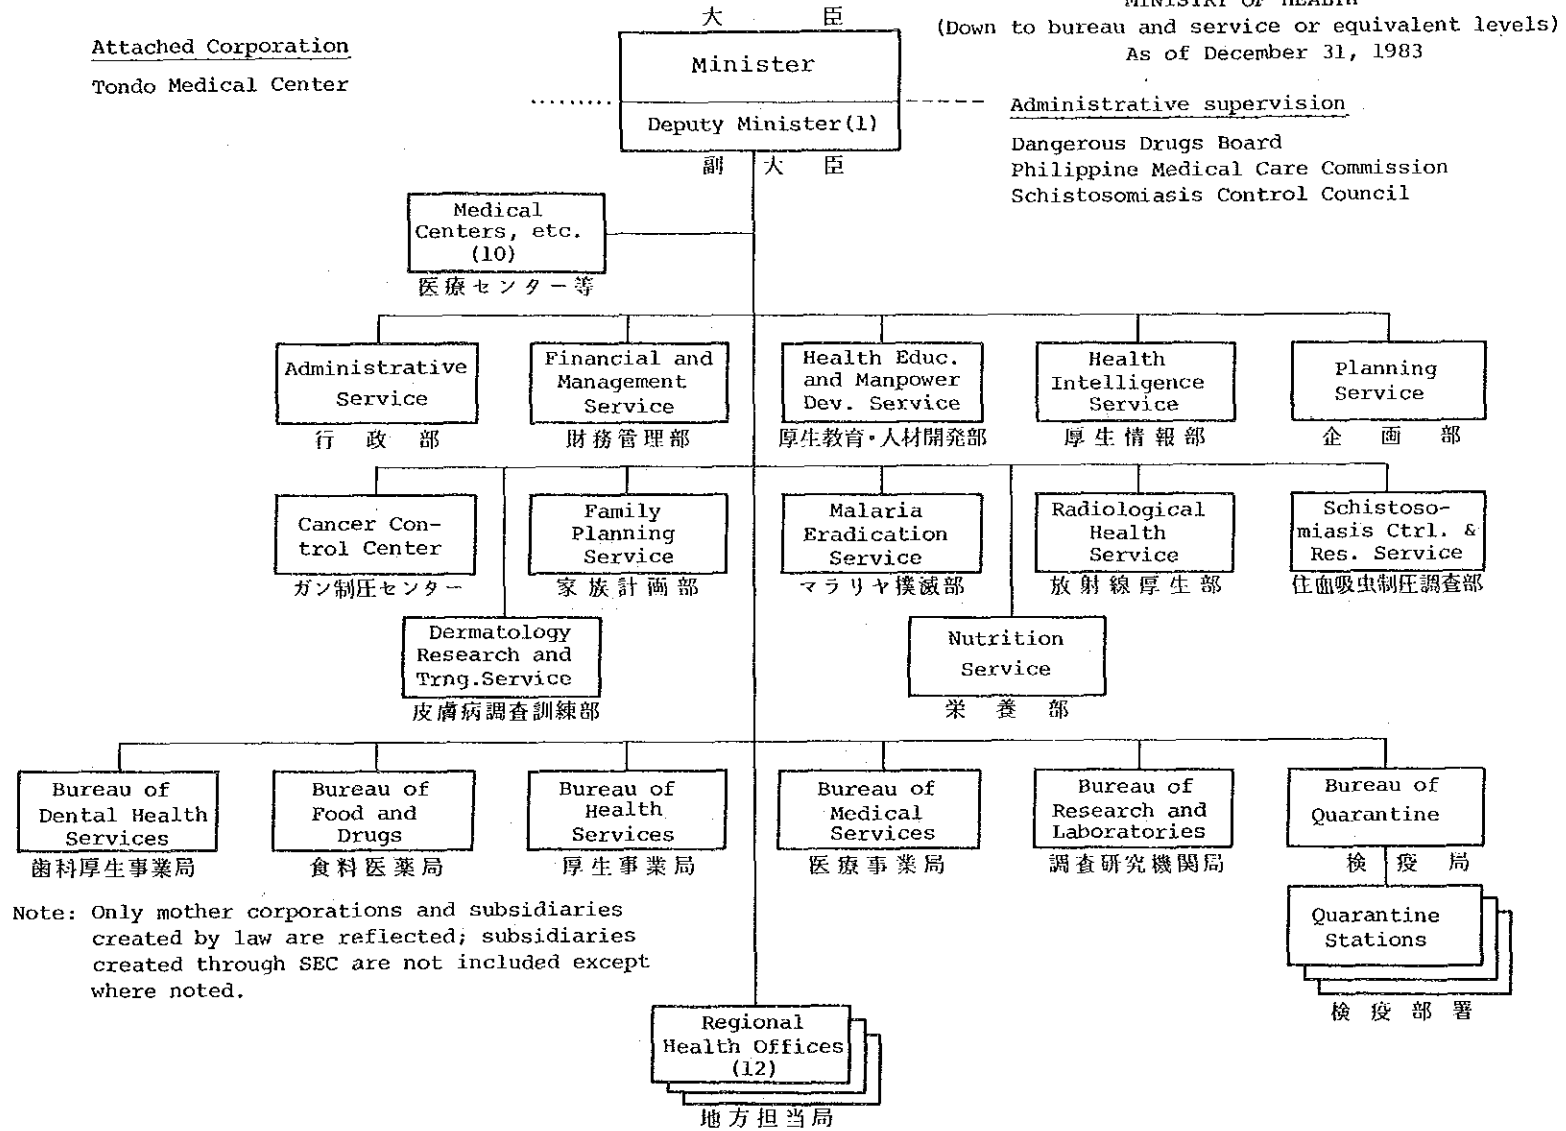 MINISTRY OF HEALTH
(Down to bureau and service or equivalent levels)
As of December 31, 1983
Attached Corporation
Tondo Medical Center
大臣
Minister
Deputy Minister(1)
副大臣
Administrative supervision
Dangerous Drugs Board
Philippine Medical Care Commission
Schistosomiasis Control Council
Medical
Centers, etc.
(10)
医療センター等
Administrative
Service
行政部
Financial and
Management
Service
財務管理部
Health Educ.
and Manpower
Dev. Service
厚生教育・人材開発部
Health
Intelligence
Service
厚生情報部
Planning
Service
企画部
Cancer Con-
trol Center
ガン制圧センター
Family
Planning
Service
家族計画部
Malaria
Eradication
Service
マラリヤ撲滅部
Radiological
Health
Service
放射線厚生部
Schistoso-
miasis Ctrl. &
Res. Service
住血吸虫制圧調査部
Dermatology
Research and
Trng.Service
皮膚病調査訓練部
Nutrition
Service
栄養部
Bureau of
Dental Health
Services
歯科厚生事業局
Bureau of
Food and
Drugs
食料医薬局
Bureau of
Health
Services
厚生事業局
Bureau of
Medical
Services
医療事業局
Bureau of
Research and
Laboratories
調査研究機関局
Bureau of
Quarantine
検疫局
Quarantine
Stations
検疫部署
Note: Only mother corporations and subsidiaries
created by law are reflected; subsidiaries
created through SEC are not included except
where noted.
Regional
Health Offices
(12)
地方担当局